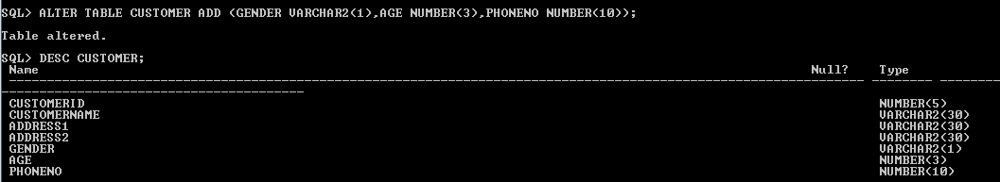 SQL> ALTER TABLE CUSTOMER ADD (GENDER VARCHAR2(1),AGE NUMBER(3),PHONENO NUMBER(10));
Table altered.
SQL> DESC CUSTOMER;
Name Null? Type
CUSTOMERID NUMBER(5)
CUSTOMERNAME VARCHAR2(30)
ADDRESS1 VARCHAR2(30)
ADDRESS2 VARCHAR2(30)
GENDER VARCHAR2(1)
AGE NUMBER(3)
PHONENO NUMBER(10)